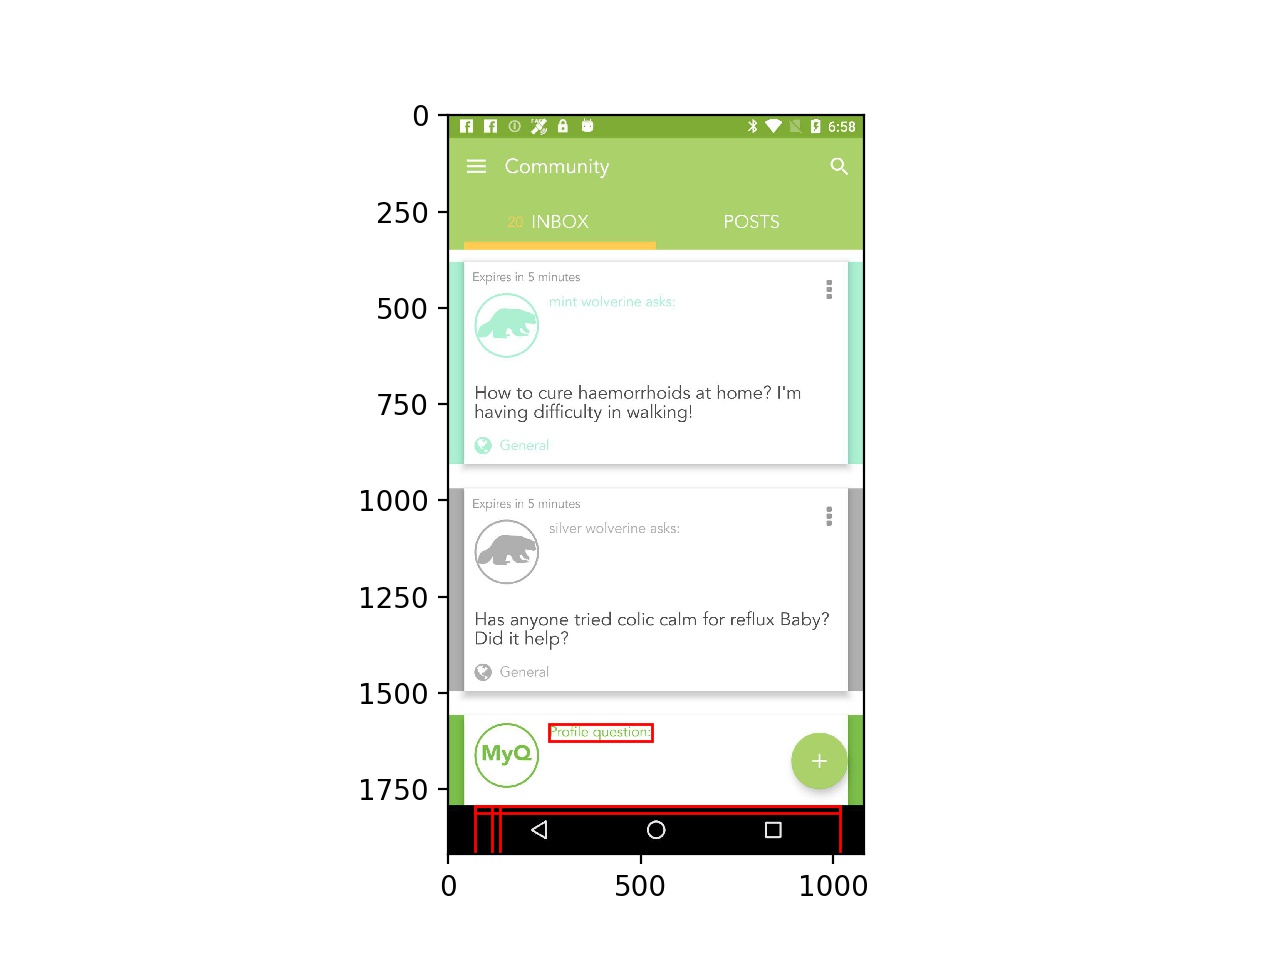 0
250
500
750
1000
1250
1500
1750
0
500
1000
6:58
Community
20 INBOX
POSTS
Expires in 5 minutes
mint wolverine asks:
How to cure haemorrhoids at home? I'm
having difficulty in walking!
General
Expires in 5 minutes
silver wolverine asks:
Has anyone tried colic calm for reflux Baby?
Did it help?
General
MyQ
Profile question:
+